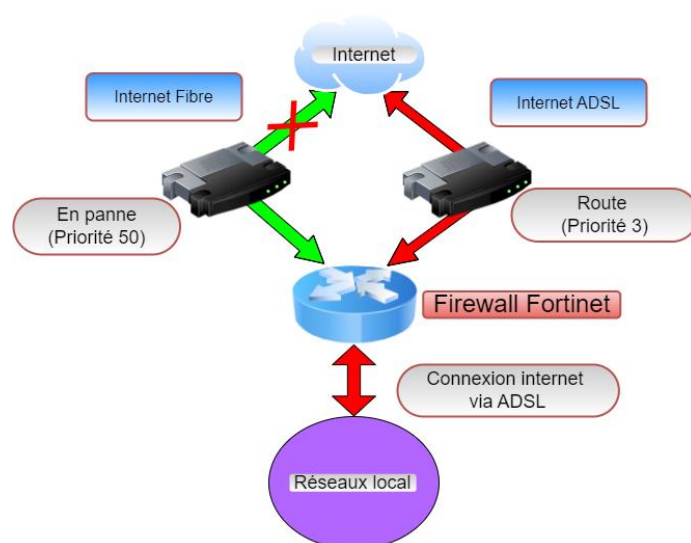 Internet
Internet Fibre
Internet ADSL
En panne
(Priorité 50)
Route
(Priorité 3)
Firewall Fortinet
Connexion internet
via ADSL
Réseaux local